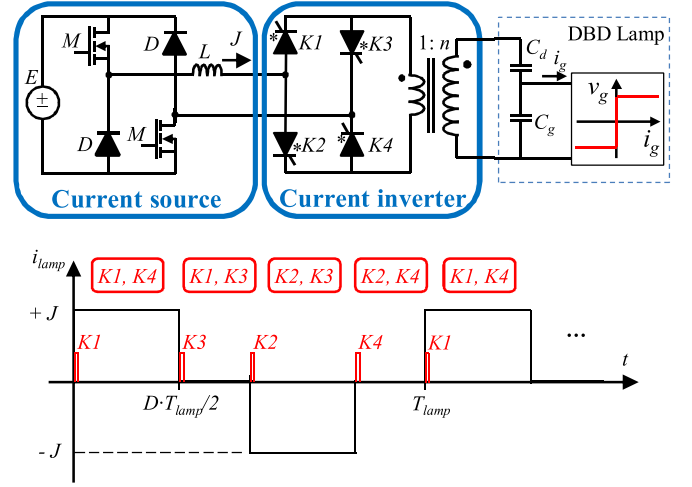 M
D
L
J
E
±
D
M
Current source
*
K1
K3
*
*
K2
*
K4
1: n
Current inverter
DBD Lamp
C_d
i_g
C_g
v_g
i_g
i_lamp
K1, K4
K1, K3
K2, K3
K2, K4
K1, K4
+ J
K1
K3
K2
K4
K1
...
t
D·T_lamp/2
T_lamp
- J